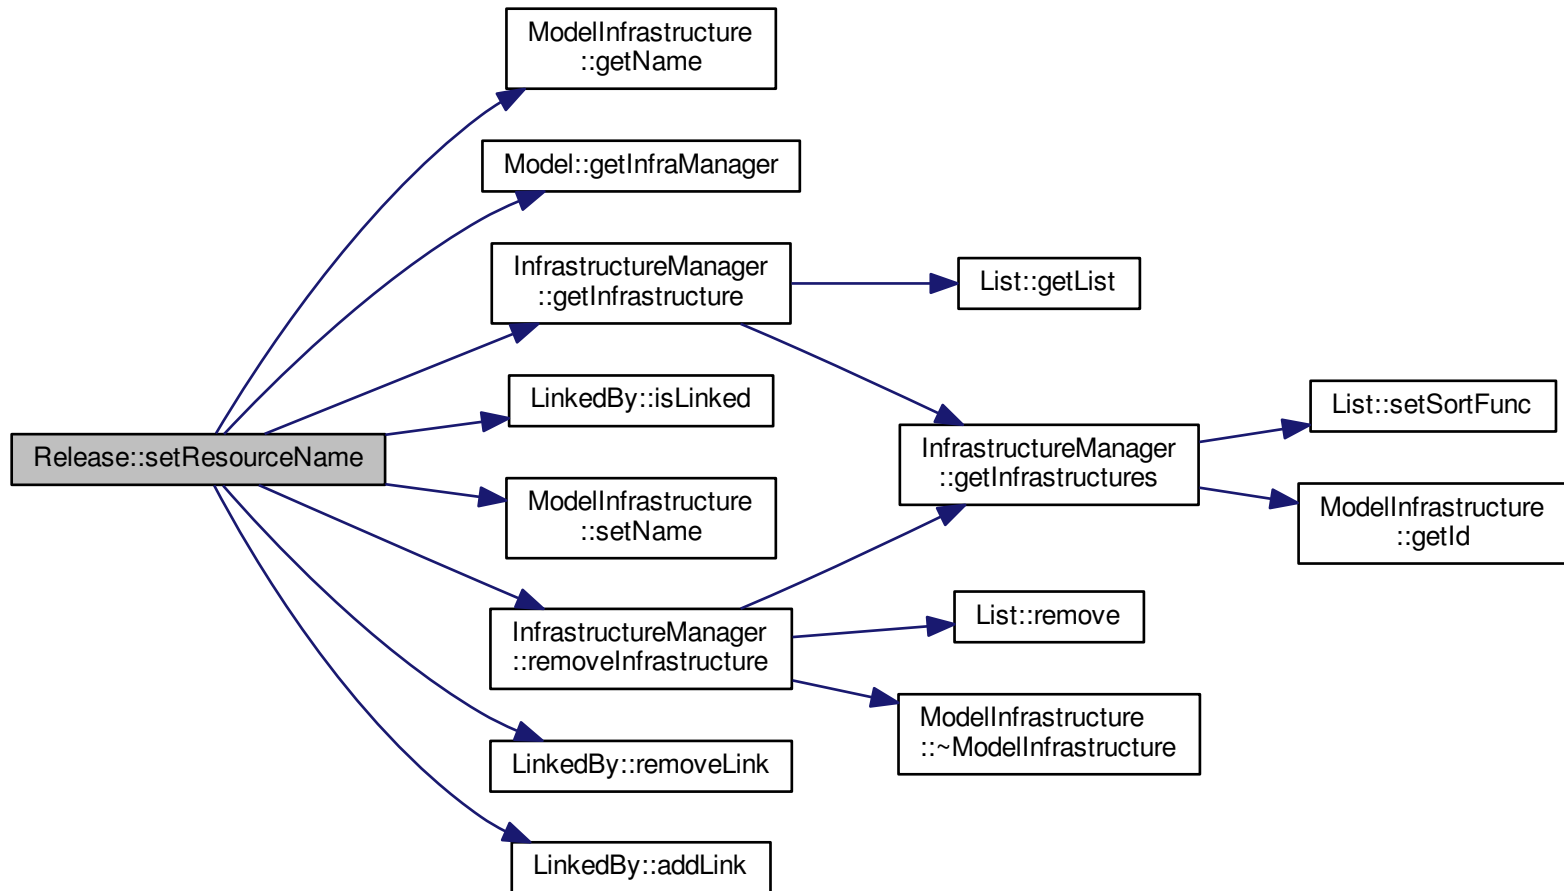 ModelInfrastructure
::getName
Model::getInfraManager
InfrastructureManager
::getInfrastructure
List::getList
LinkedBy::isLinked
List::setSortFunc
Release::setResourceName
InfrastructureManager
::getInfrastructures
ModelInfrastructure
::setName
ModelInfrastructure
::getId
List::remove
InfrastructureManager
::removeInfrastructure
ModelInfrastructure
::~ModelInfrastructure
LinkedBy::removeLink
LinkedBy::addLink